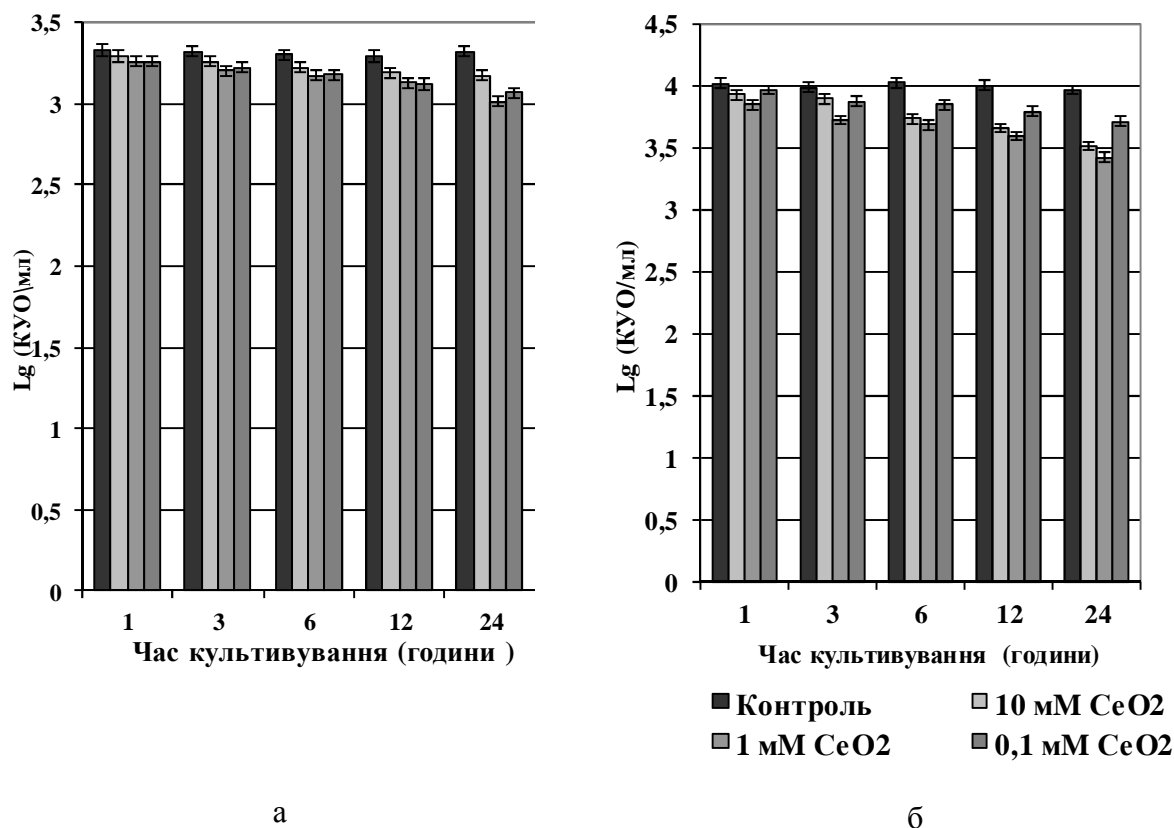 3,5
3
2,5
2
1,5
1
0,5
0
Lg (КУО\мл)
1 3 6 12 24
Час культивування (години )
а
4,5
4
3,5
3
2,5
2
1,5
1
0,5
0
Lg (КУО/мл)
1 3 6 12 24
Час культивування (години)
Контроль 10 мМ CeO2
1 мМ CeO2 0,1 мМ CeO2
б